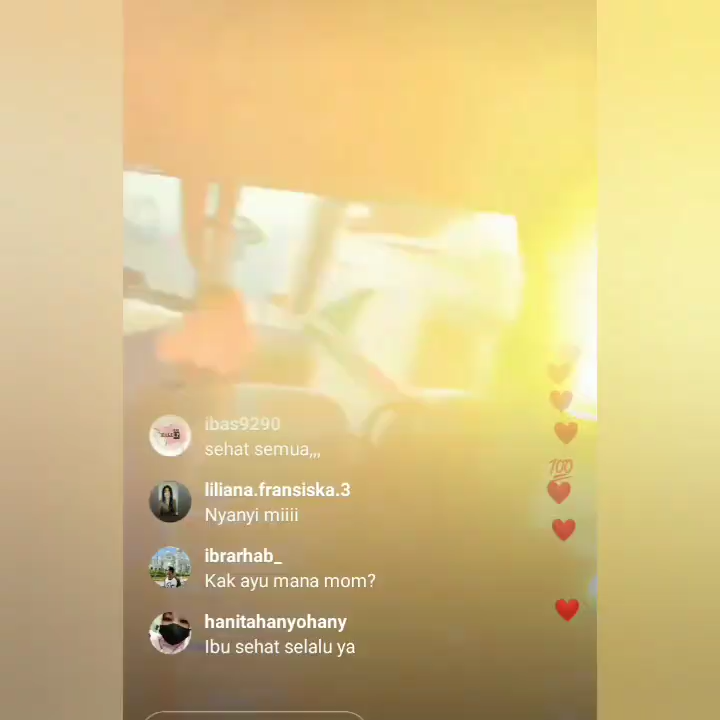 ibas9290
sehat semua,,,
liliana.fransiska.3
Nyanyi miiii
ibrarhab_
Kak ayu mana mom?
hanitahanyohany
Ibu sehat selalu ya
💯